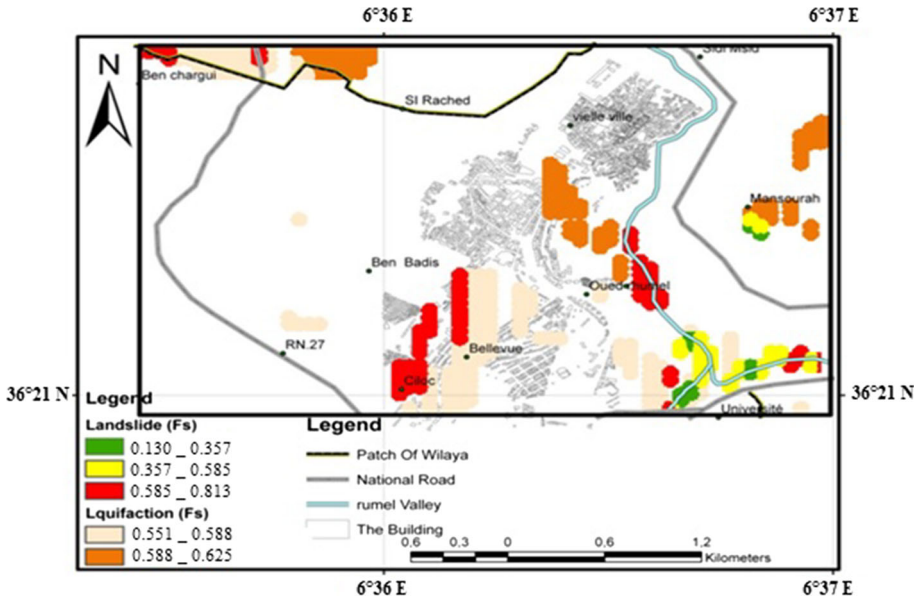 6°36 E
6°37 E
N
Sidi Msid
Ben chargui
SI Rached
vielle ville
Mansourah
Ben Badis
Oued rhumel
RN.27
Bellevue
Ciloc
36°21 N
36°21 N
Université
Legend
Landslide (Fs)
0.130 _ 0.357
0.357 _ 0.585
0.585 _ 0.813
Lquifaction (Fs)
0.551 _ 0.588
0.588 _ 0.625
Legend
Patch Of Wilaya
National Road
rumel Valley
The Building
0.6 0.3 0 0.6 1.2
Kilometers
6°36 E
6°37 E